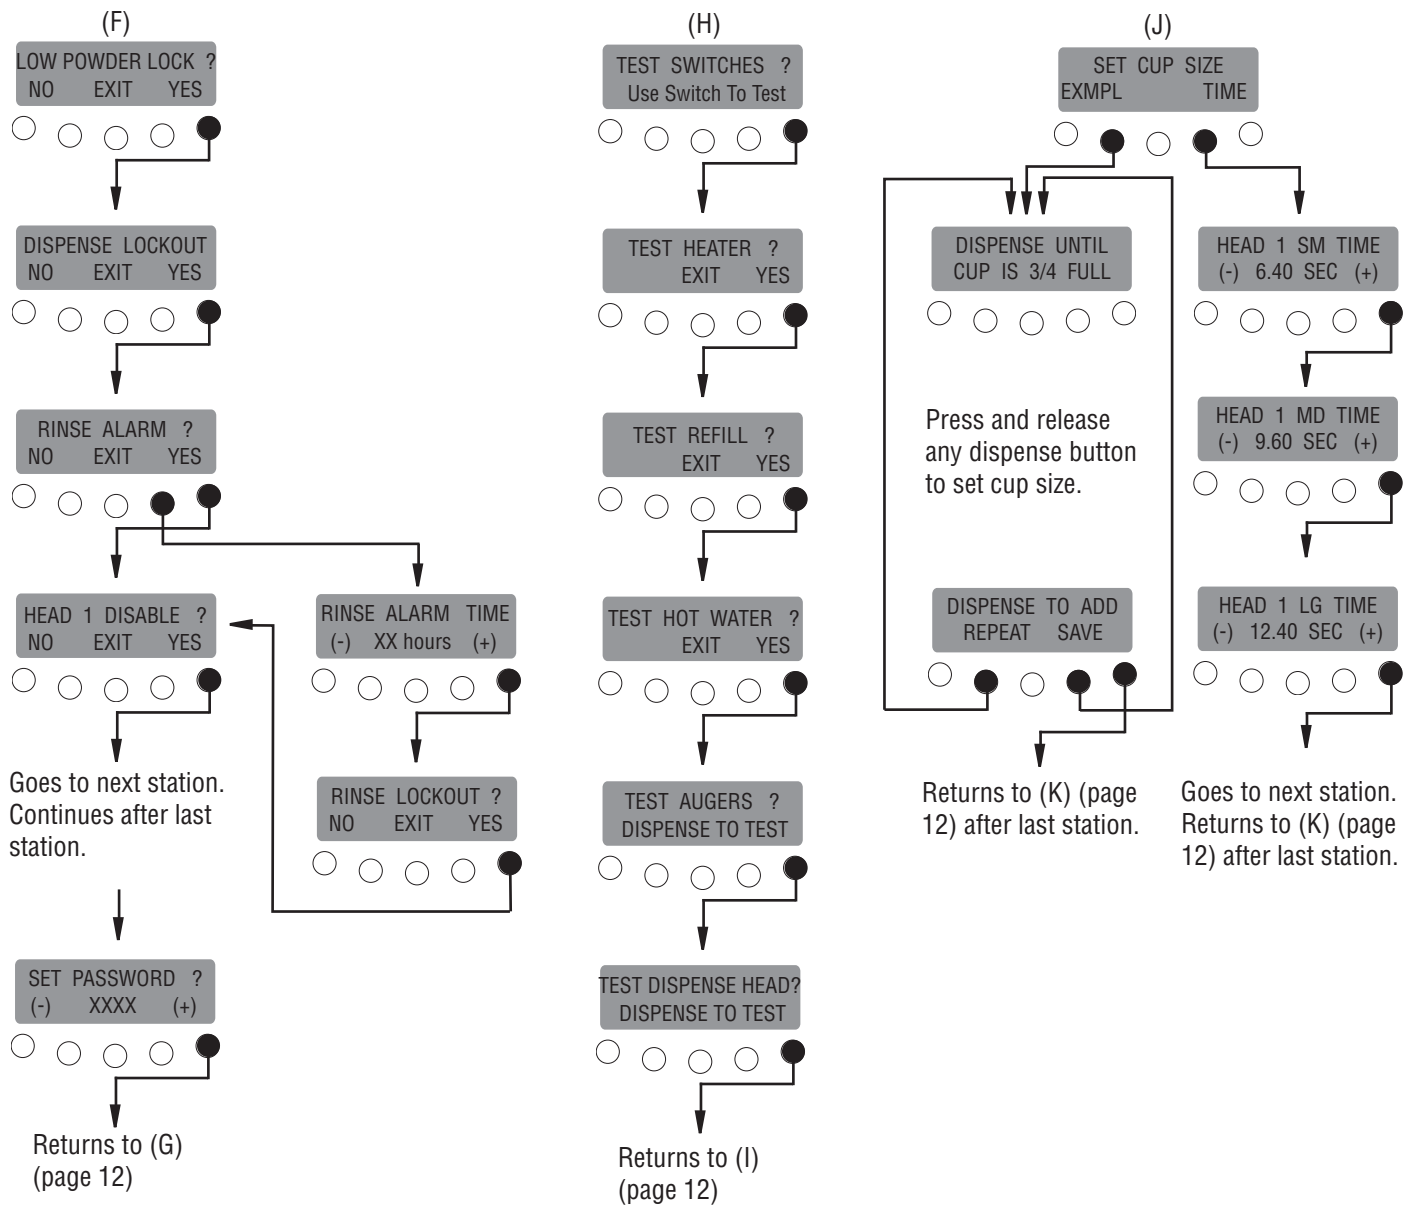 (F)
LOW POWDER LOCK ?
NO EXIT YES
DISPENSE LOCKOUT
NO EXIT YES
RINSE ALARM ?
NO EXIT YES
HEAD 1 DISABLE ?
NO EXIT YES
RINSE ALARM TIME
(-) XX hours (+)
RINSE LOCKOUT ?
NO EXIT YES
Goes to next station.
Continues after last
station.
SET PASSWORD ?
(-) XXXX (+)
Returns to (G)
(page 12)
(H)
TEST SWITCHES ?
Use Switch To Test
TEST HEATER ?
EXIT YES
TEST REFILL ?
EXIT YES
TEST HOT WATER ?
EXIT YES
TEST AUGERS ?
DISPENSE TO TEST
TEST DISPENSE HEAD?
DISPENSE TO TEST
Returns to (I)
(page 12)
(J)
SET CUP SIZE
EXMPL TIME
DISPENSE UNTIL
CUP IS 3/4 FULL
Press and release
any dispense button
to set cup size.
DISPENSE TO ADD
REPEAT SAVE
Returns to (K) (page
12) after last station.
HEAD 1 SM TIME
(-) 6.40 SEC (+)
HEAD 1 MD TIME
(-) 9.60 SEC (+)
HEAD 1 LG TIME
(-) 12.40 SEC (+)
Goes to next station.
Returns to (K) (page
12) after last station.